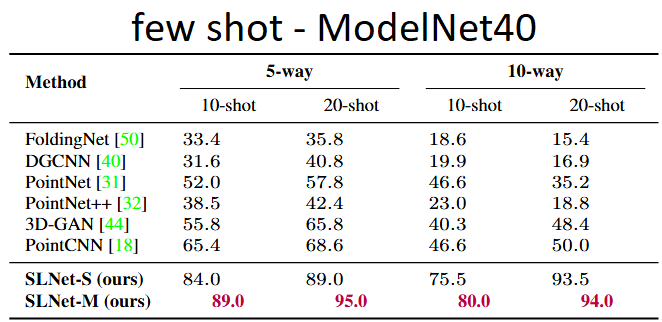 few shot - ModelNet40
Method 5-way 10-way
10-shot 20-shot 10-shot 20-shot
FoldingNet [50] 33.4 35.8 18.6 15.4
DGCNN [40] 31.6 40.8 19.9 16.9
PointNet [31] 52.0 57.8 46.6 35.2
PointNet++ [32] 38.5 42.4 23.0 18.8
3D-GAN [44] 55.8 65.8 40.3 48.4
PointCNN [18] 65.4 68.6 46.6 50.0
SLNet-S (ours) 84.0 89.0 75.5 93.5
SLNet-M (ours) 89.0 95.0 80.0 94.0